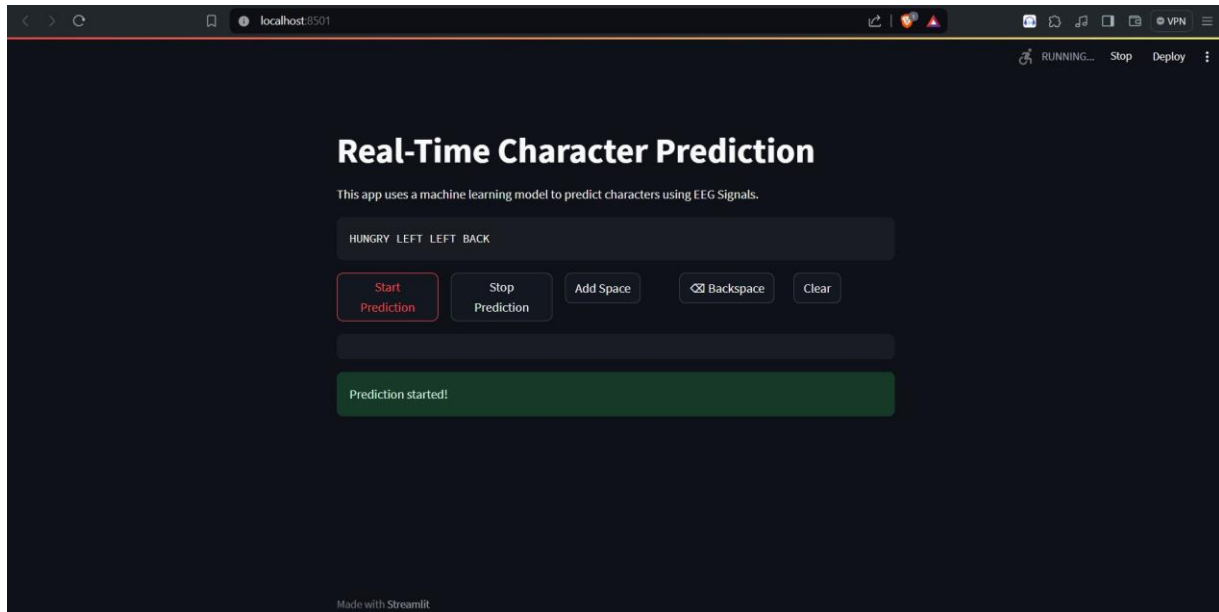 localhost:8501
VPN
RUNNING... Stop Deploy
Real-Time Character Prediction
This app uses a machine learning model to predict characters using EEG Signals.
HUNGRY LEFT LEFT BACK
Start
Prediction
Stop
Prediction
Add Space
⌫ Backspace
Clear
Prediction started!
Made with Streamlit